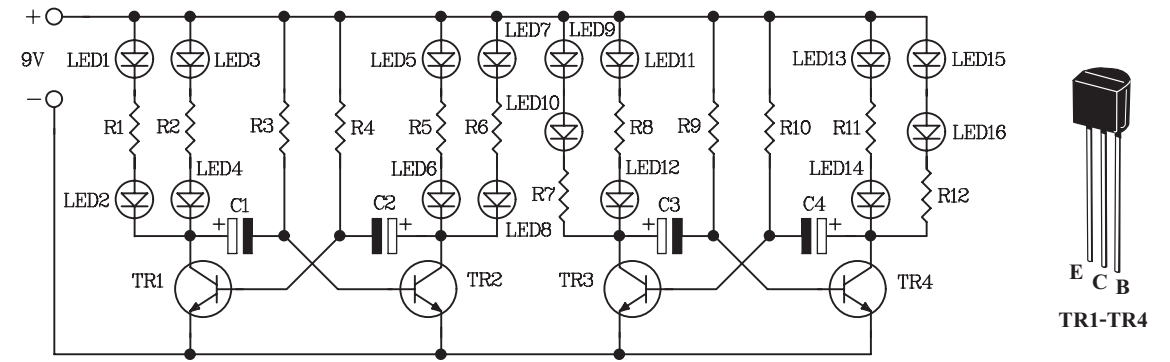 +
LED7
LED9
9V
LED1
LED3
LED5
LED11
LED13
LED15
−
LED10
LED16
R1
R2
R3
R4
R5
R6
R8
R9
R10
R11
LED4
LED6
LED12
LED14
LED2
R7
R12
C1
C2
LED8
C3
C4
+
+
+
+
TR1
TR2
TR3
TR4
E
C
B
TR1-TR4